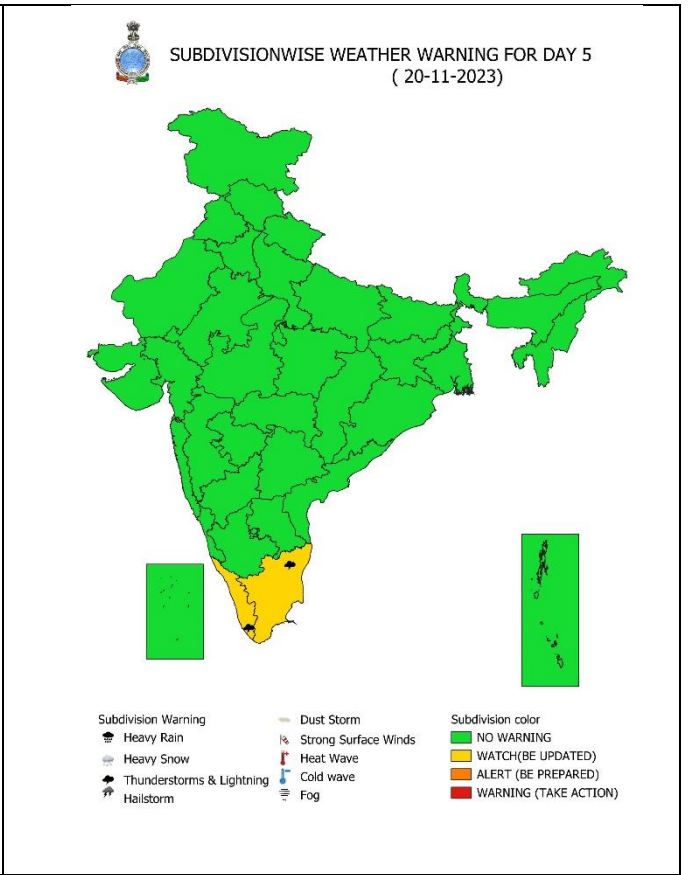 SUBDIVISIONWISE WEATHER WARNING FOR DAY 5
( 20-11-2023)
Subdivision Warning
Heavy Rain
Heavy Snow
Thunderstorms & Lightning
Hailstorm
Dust Storm
Strong Surface Winds
Heat Wave
Cold wave
Fog
Subdivision color
NO WARNING
WATCH(BE UPDATED)
ALERT (BE PREPARED)
WARNING (TAKE ACTION)